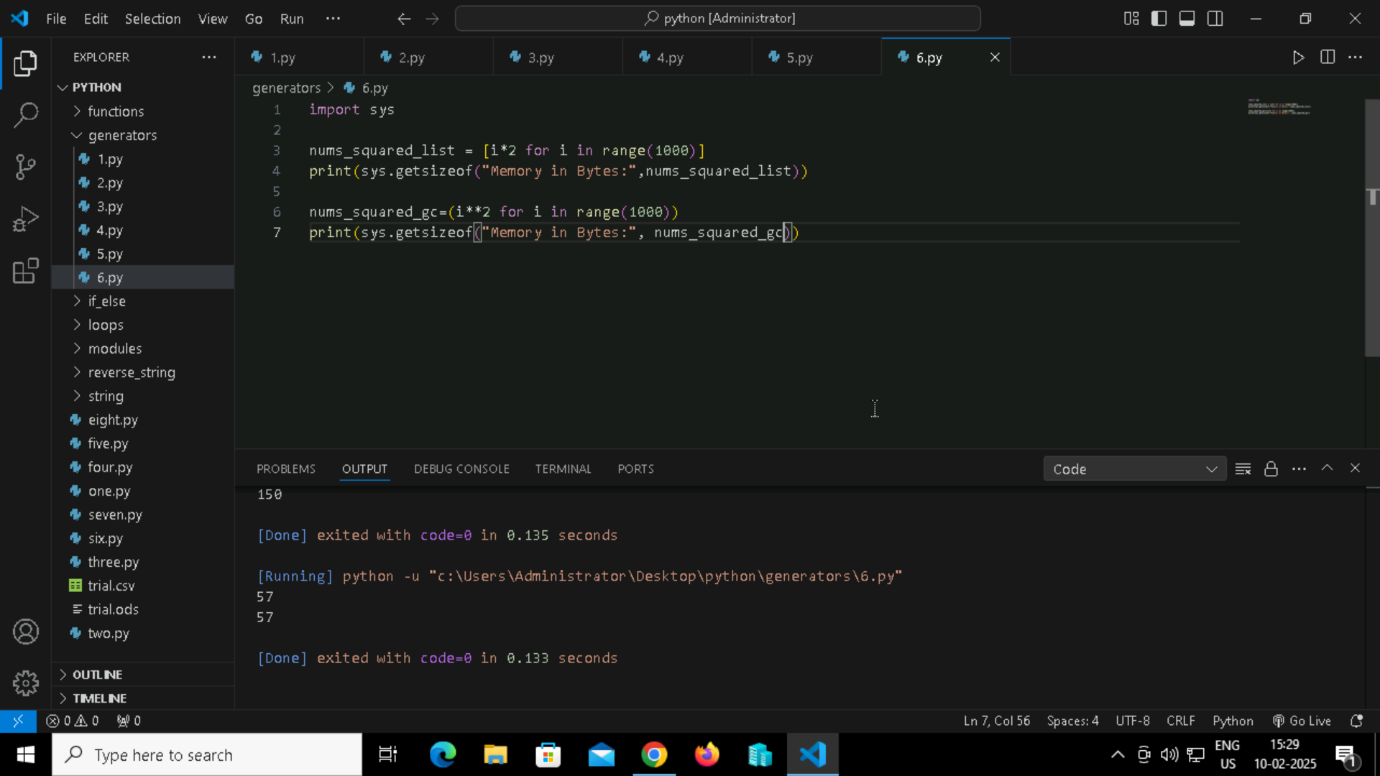 File Edit Selection View Go Run ··· python [Administrator]
EXPLORER ···
1.py 2.py 3.py 4.py 5.py 6.py
PYTHON
functions
generators
1.py
2.py
3.py
4.py
5.py
6.py
if_else
loops
modules
reverse_string
string
eight.py
five.py
four.py
one.py
seven.py
six.py
three.py
trial.csv
trial.ods
two.py
OUTLINE
TIMELINE
generators > 6.py
1 import sys
2
3 nums_squared_list = [i*2 for i in range(1000)]
4 print(sys.getsizeof("Memory in Bytes:",nums_squared_list))
5
6 nums_squared_gc=(i**2 for i in range(1000))
7 print(sys.getsizeof("Memory in Bytes:", nums_squared_gc))
PROBLEMS OUTPUT DEBUG CONSOLE TERMINAL PORTS Code
150
[Done] exited with code=0 in 0.135 seconds
[Running] python -u "c:\Users\Administrator\Desktop\python\generators\6.py"
57
57
[Done] exited with code=0 in 0.133 seconds
0 0 0 Ln 7, Col 56 Spaces: 4 UTF-8 CRLF Python Go Live
Type here to search
ENG
US
15:29
10-02-2025
1